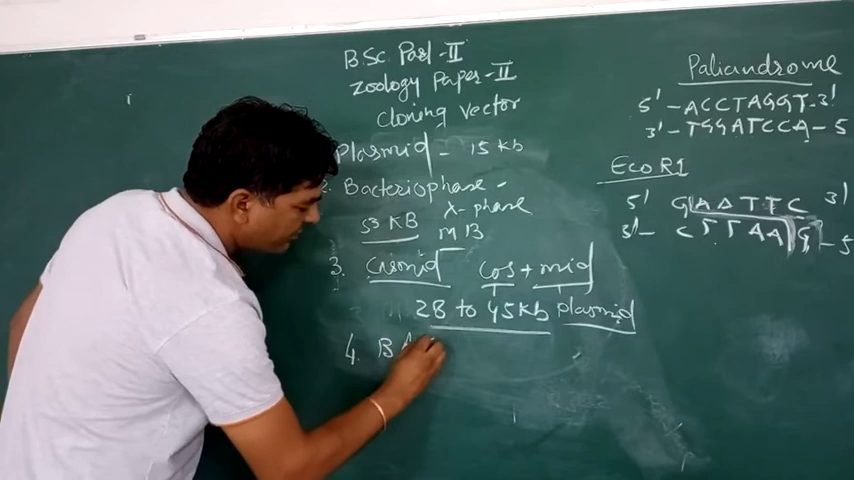 BSc Part-II
Zoology Paper-II
Cloning Vector
Plasmid - 15 Kb
2. Bacteriophase -
λ-phase
53 KB
M13
3. Cosmid cos + mid
28 to 45Kb plasmid
4. BA
Paliandrome
5' - ACCTAGGT-3'
3' - TGGATCCA-5
EcoR1
5' GAATTC 3'
3' - CTTAAG -5